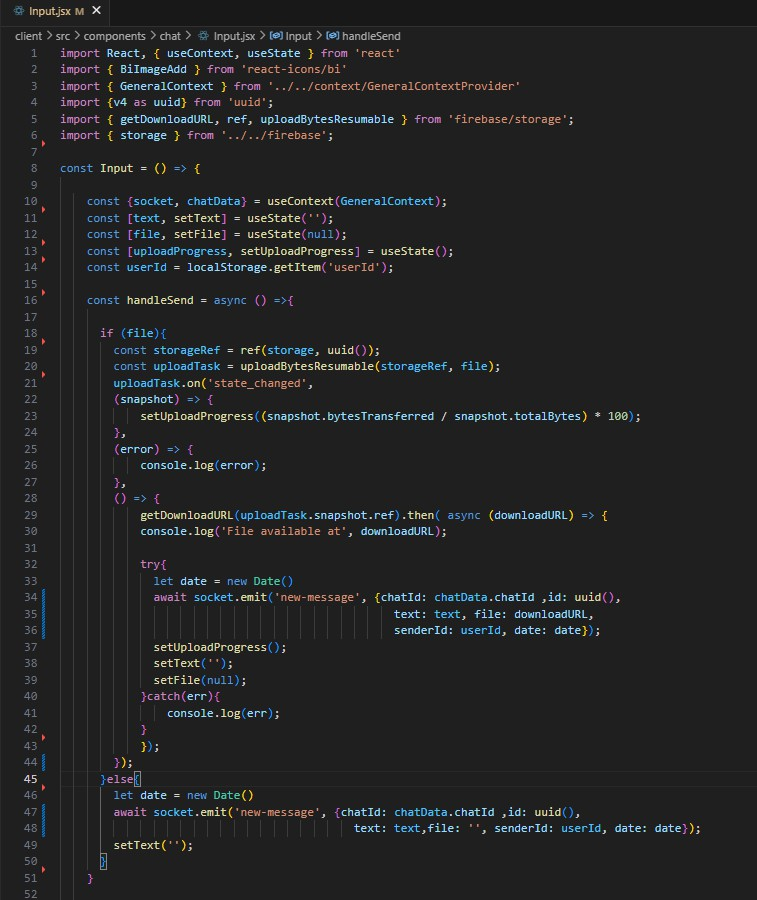 Input.jsx M ×
client > src > components > chat > Input.jsx > Input > handleSend
1 import React, { useContext, useState } from 'react'
2 import { BiImageAdd } from 'react-icons/bi'
3 import { GeneralContext } from '../../context/GeneralContextProvider'
4 import {v4 as uuid} from 'uuid';
5 import { getDownloadURL, ref, uploadBytesResumable } from 'firebase/storage';
6 import { storage } from '../../firebase';
7
8 const Input = () => {
9
10 const {socket, chatData} = useContext(GeneralContext);
11 const [text, setText] = useState('');
12 const [file, setFile] = useState(null);
13 const [uploadProgress, setUploadProgress] = useState();
14 const userId = localStorage.getItem('userId');
15
16 const handleSend = async () =>{
17
18 if (file){
19 const storageRef = ref(storage, uuid());
20 const uploadTask = uploadBytesResumable(storageRef, file);
21 uploadTask.on('state_changed',
22 (snapshot) => {
23 setUploadProgress((snapshot.bytesTransferred / snapshot.totalBytes) * 100);
24 },
25 (error) => {
26 console.log(error);
27 },
28 () => {
29 getDownloadURL(uploadTask.snapshot.ref).then( async (downloadURL) => {
30 console.log('File available at', downloadURL);
31
32 try{
33 let date = new Date()
34 await socket.emit('new-message', {chatId: chatData.chatId ,id: uuid(),
35 text: text, file: downloadURL,
36 senderId: userId, date: date});
37 setUploadProgress();
38 setText('');
39 setFile(null);
40 }catch(err){
41 console.log(err);
42 }
43 });
44 });
45 }else{
46 let date = new Date()
47 await socket.emit('new-message', {chatId: chatData.chatId ,id: uuid(),
48 text: text,file: '', senderId: userId, date: date});
49 setText('');
50 }
51 }
52